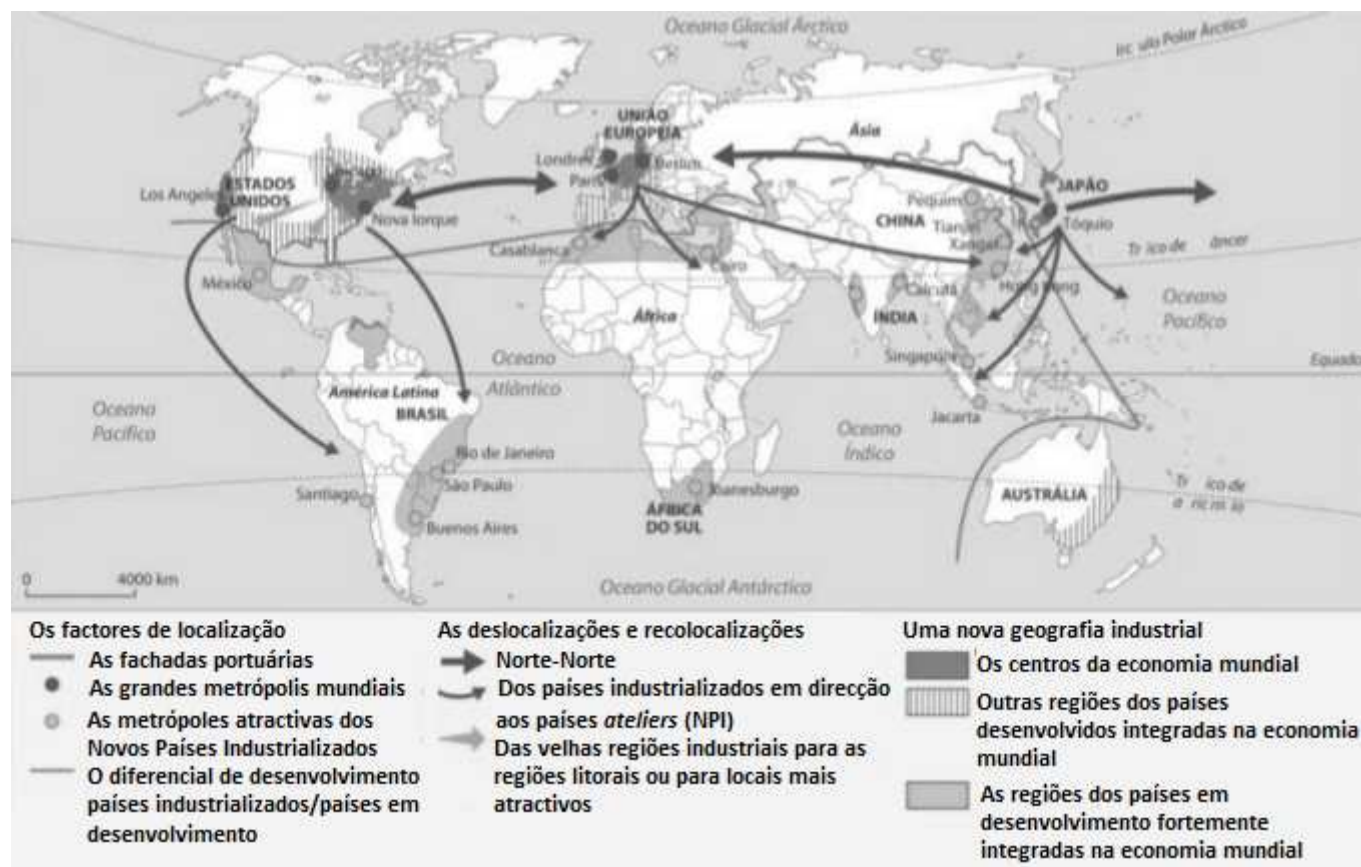 Oceano Glacial Árctico
Polar Árctico
UNIÃO
EUROPEIA
Ásia
Londres
Berlim
Paris
Los Angeles
ESTADOS
UNIDOS
Nova Iorque
JAPÃO
Pequim
CHINA
Tóquio
Xangai
Casablanca
Cairo
México
Calcutá
Hong Kong
Oceano
Pacífico
África
ÍNDIA
Singapura
Oceano
Atlântico
América Latina
BRASIL
Jacarta
Oceano
Pacífico
Oceano
Índico
Rio de Janeiro
São Paulo
Santiago
Buenos Aires
Joanesburgo
ÁFRICA
DO SUL
AUSTRÁLIA
0 4000 km
Oceano Glacial Antárctico
Os factores de localização
As fachadas portuárias
As grandes metrópolis mundiais
As metrópoles atractivas dos
Novos Países Industrializados
O diferencial de desenvolvimento
países industrializados/países em
desenvolvimento
As deslocalizações e recolocalizações
Norte-Norte
Dos países industrializados em direcção
aos países ateliers (NPI)
Das velhas regiões industriais para as
regiões litorais ou para locais mais
atractivos
Uma nova geografia industrial
Os centros da economia mundial
Outras regiões dos países
desenvolvidos integradas na economia
mundial
As regiões dos países em
desenvolvimento fortemente
integradas na economia mundial